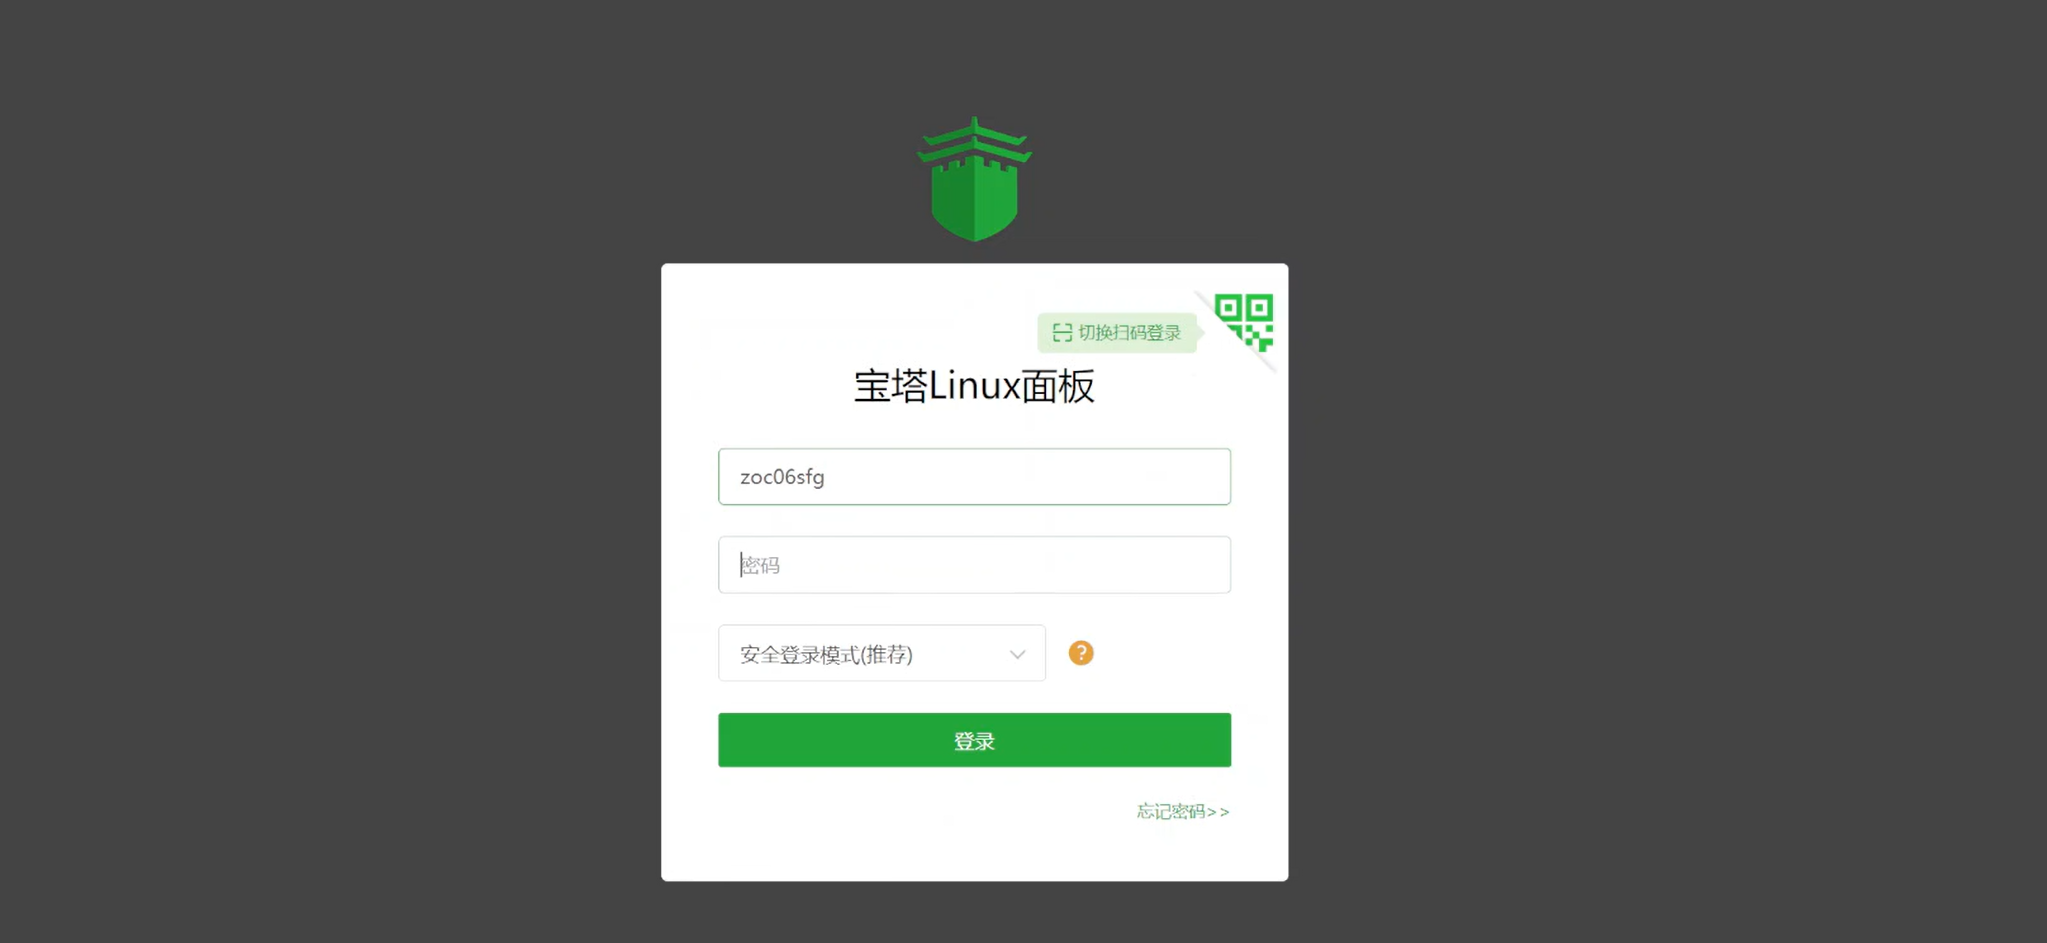 切换扫码登录
宝塔Linux面板
zoc06sfg
密码
安全登录模式(推荐)
?
登录
忘记密码>>